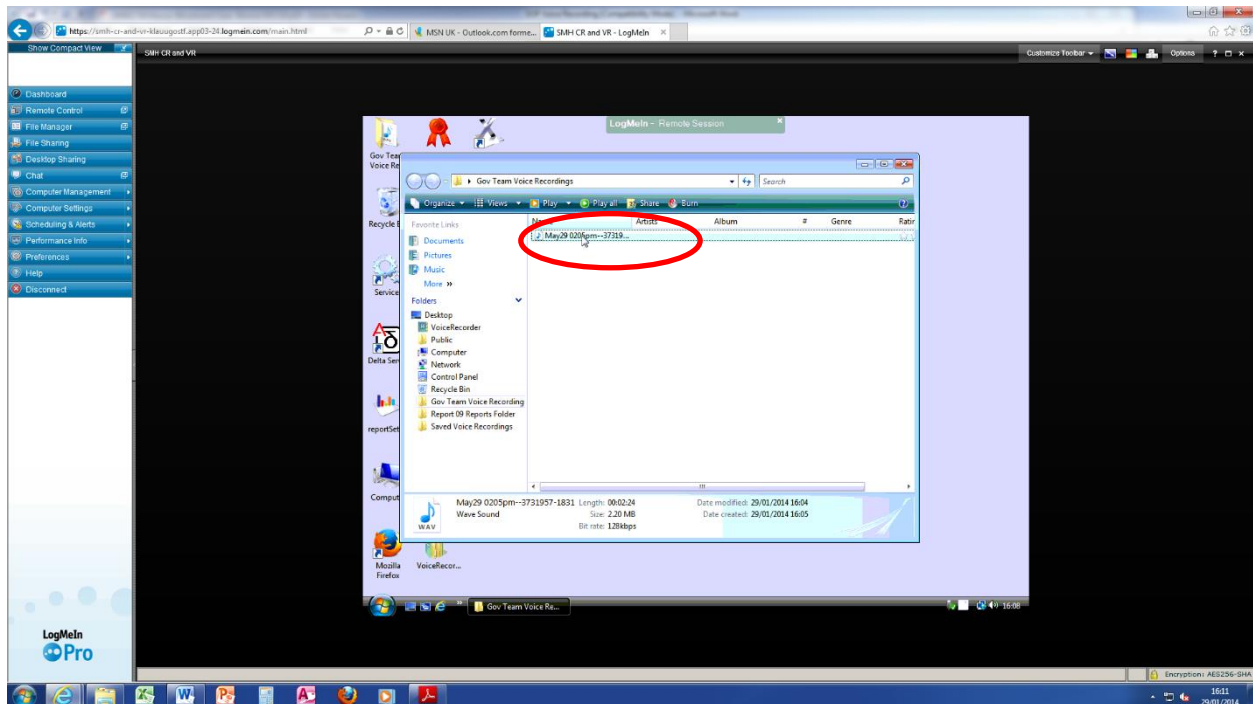 https://smh-cr-and-vr-klauugostf.app03-24.logmein.com/main.html
MSN UK - Outlook.com forme...
SMH CR and VR - LogMeIn
Show Compact View
SMH CR and VR
Customize Toolbar
Options
?
Dashboard
Remote Control
File Manager
File Sharing
Desktop Sharing
Chat
Computer Management
Computer Settings
Scheduling & Alerts
Performance Info
Preferences
Help
Disconnect
LogMeIn - Remote Session
Gov Team
Voice Re
Gov Team Voice Recordings
Search
Organize
Views
Play
Play all
Share
Burn
Recycle B
Favorite Links
Artists
Album
#
Genre
Ratin
Documents
May29 0205pm--37319...
Pictures
Music
More »
Service
Folders
Desktop
VoiceRecorder
Public
Computer
Network
Control Panel
Recycle Bin
Gov Team Voice Recording
Report 09 Reports Folder
Saved Voice Recordings
Delta Ser
reportSet
Comput
May29 0205pm--3731957-1831
Wave Sound
WAV
Length: 00:02:24
Size: 2.20 MB
Bit rate: 128kbps
Date modified: 29/01/2014 16:04
Date created: 29/01/2014 16:05
Mozilla
Firefox
VoiceRecor...
Gov Team Voice Re...
16:08
LogMeIn
Pro
Encryption: AES256-SHA
16:11
29/01/2014